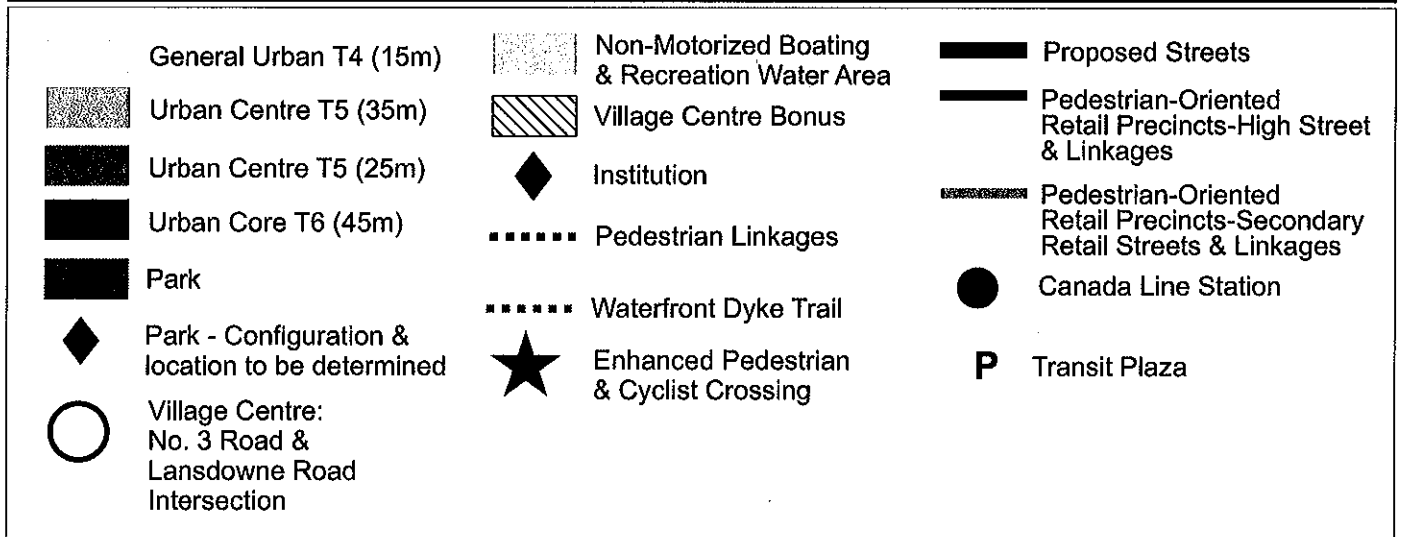 General Urban T4 (15m)
Urban Centre T5 (35m)
Urban Centre T5 (25m)
Urban Core T6 (45m)
Park
Park - Configuration &
location to be determined
Village Centre:
No. 3 Road &
Lansdowne Road
Intersection
Non-Motorized Boating
& Recreation Water Area
Village Centre Bonus
Institution
Pedestrian Linkages
Waterfront Dyke Trail
Enhanced Pedestrian
& Cyclist Crossing
Proposed Streets
Pedestrian-Oriented
Retail Precincts-High Street
& Linkages
Pedestrian-Oriented
Retail Precincts-Secondary
Retail Streets & Linkages
Canada Line Station
P Transit Plaza